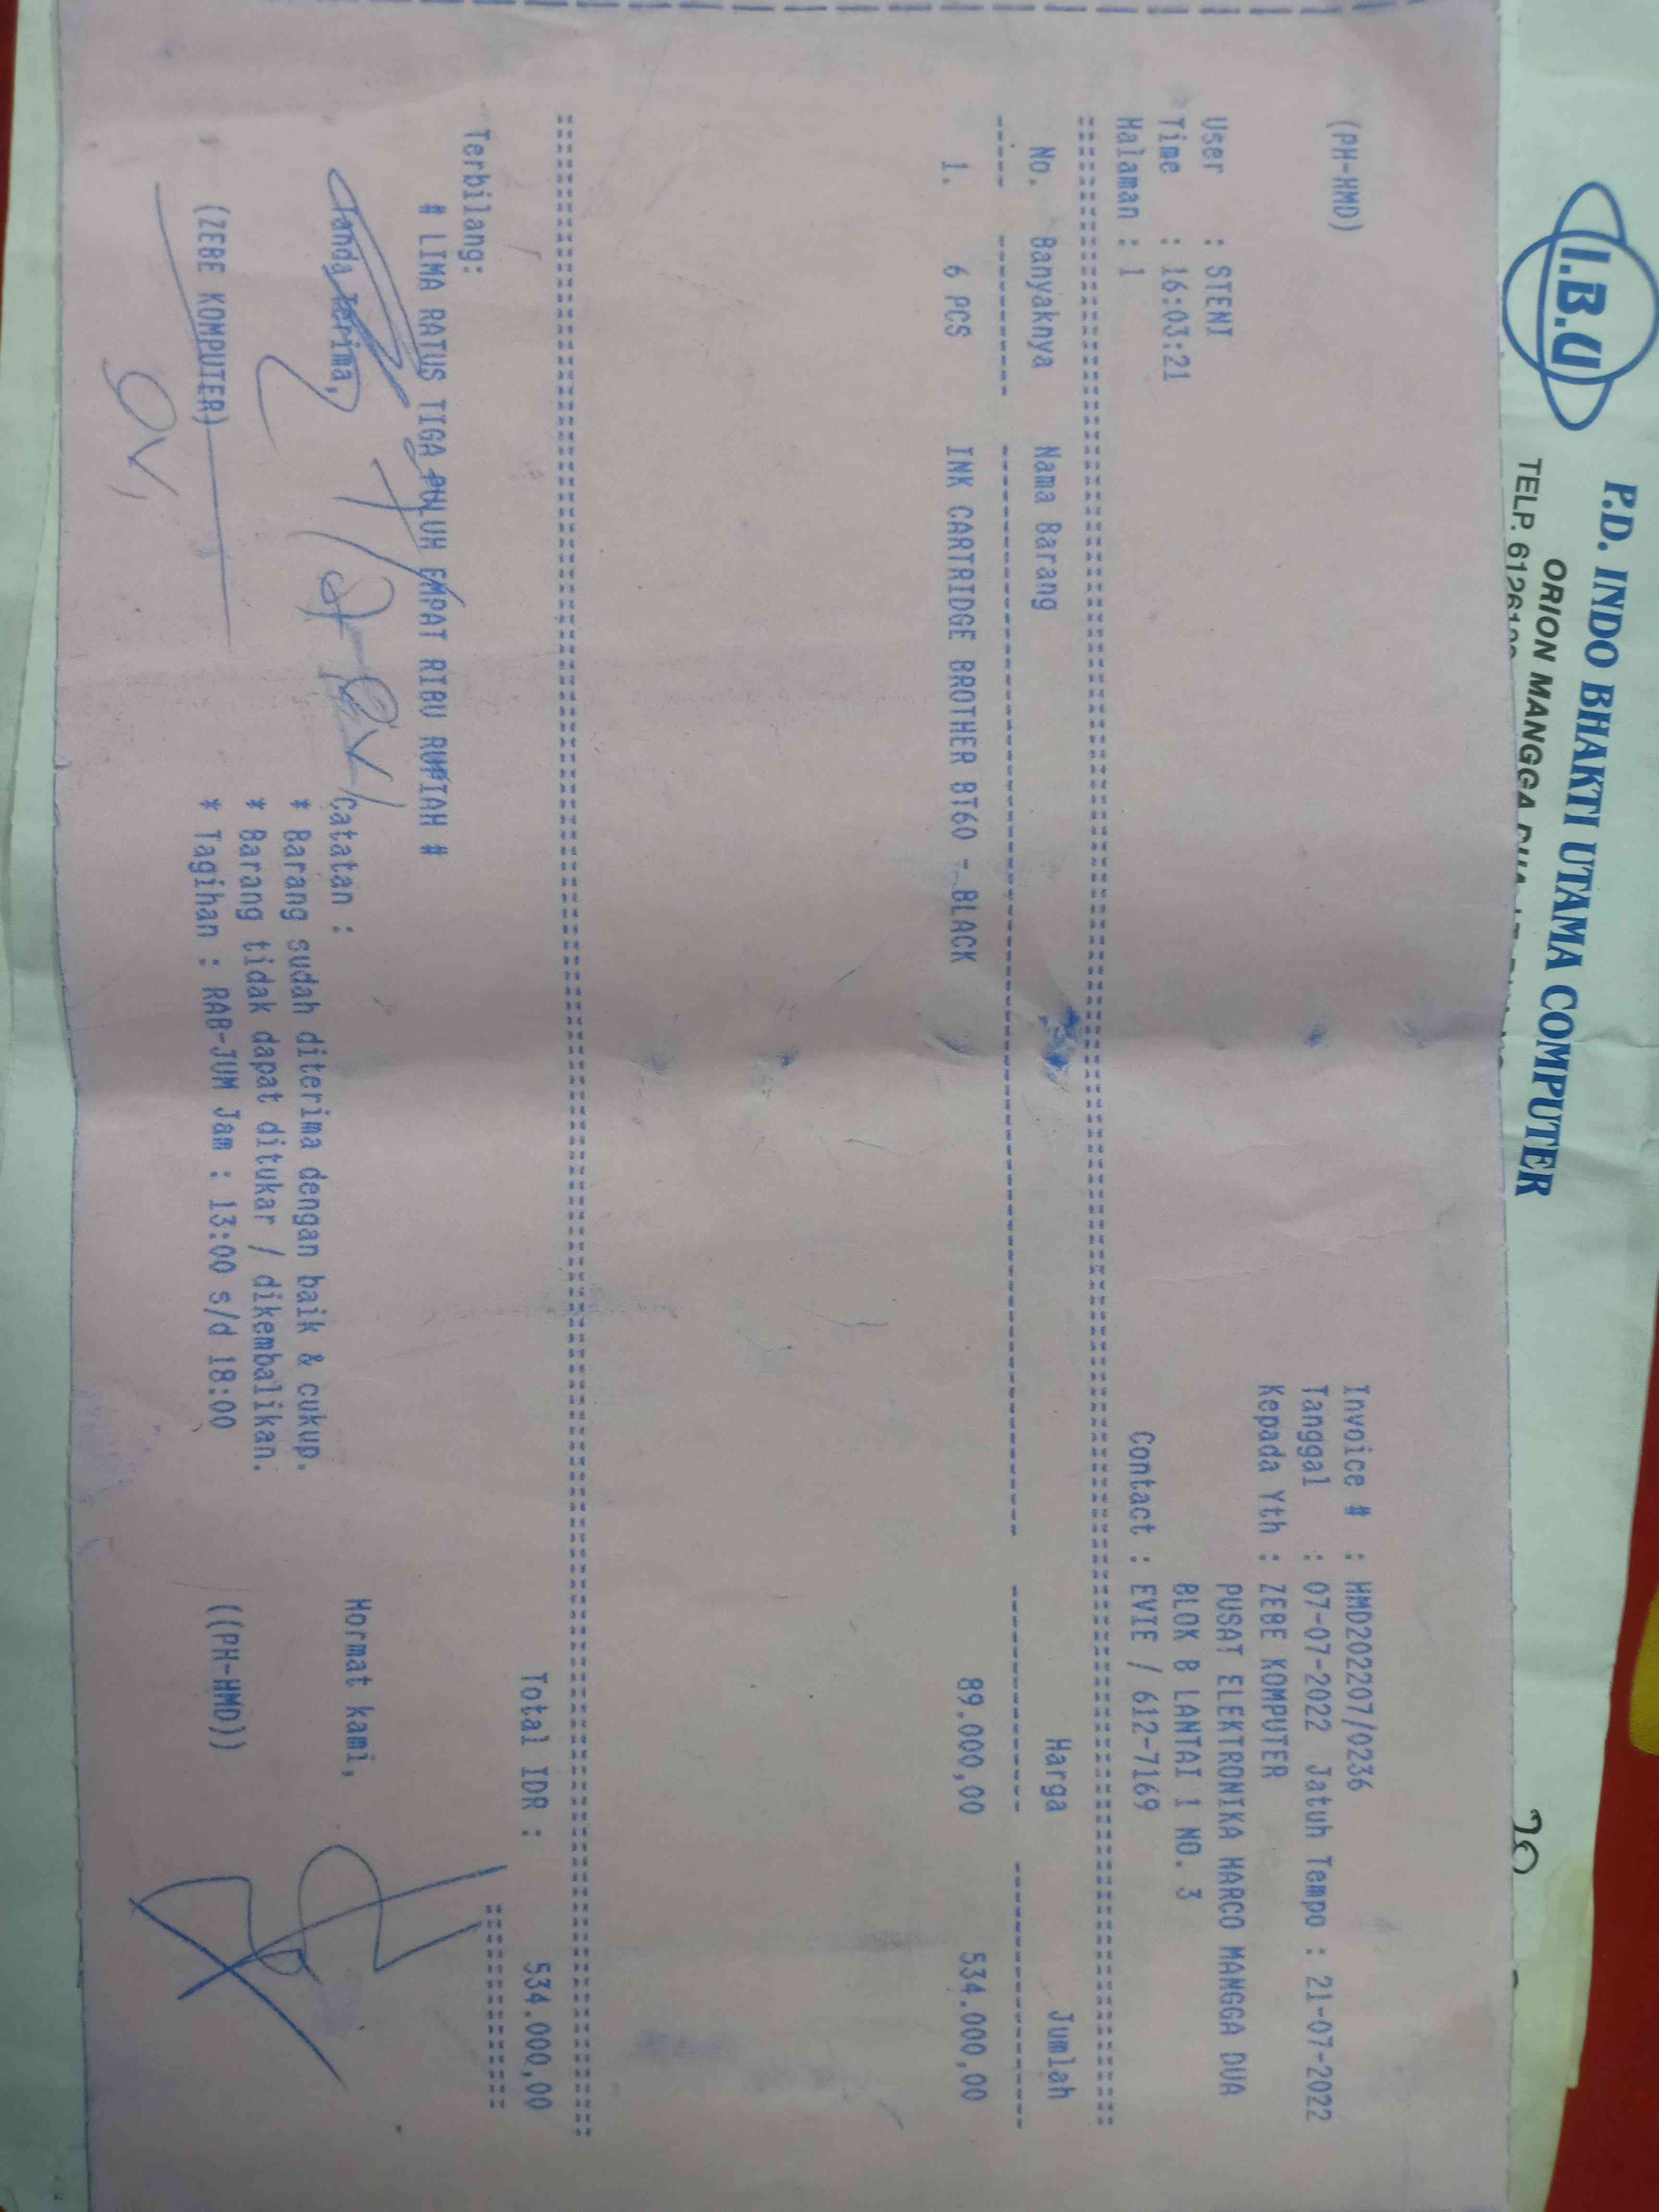 I.B.U
P.D. INDO BHAKTI UTAMA COMPUTER
ORION MANGGA
TELP.
(PH-HMD)
Invoice # : HMD202207/0236
Tanggal : 07-07-2022 Jatuh Tempo : 21-07-2022
Kepada Yth : ZEBE KOMPUTER
PUSAT ELEKTRONIKA HARCO MANGGA DUA
BLOK B LANTAI 1 NO. 3
Contact : EVIE / 612-7169
User : STENI
Time : 16:03:21
Halaman : 1
No. Banyaknya Nama Barang Harga Jumlah
1. 6 PCS INK CARTRIDGE BROTHER BT60 - BLACK 89.000,00 534.000,00
Total IDR : 534.000,00
Terbilang:
# LIMA RATUS TIGA PULUH EMPAT RIBU RUPIAH #
Tanda terima,
Catatan :
* Barang sudah diterima dengan baik & cukup.
* Barang tidak dapat ditukar / dikembalikan.
* Tagihan : RAB-JUM Jam : 13:00 s/d 18:00
Hormat kami,
(ZEBE KOMPUTER)
((PH-HMD))